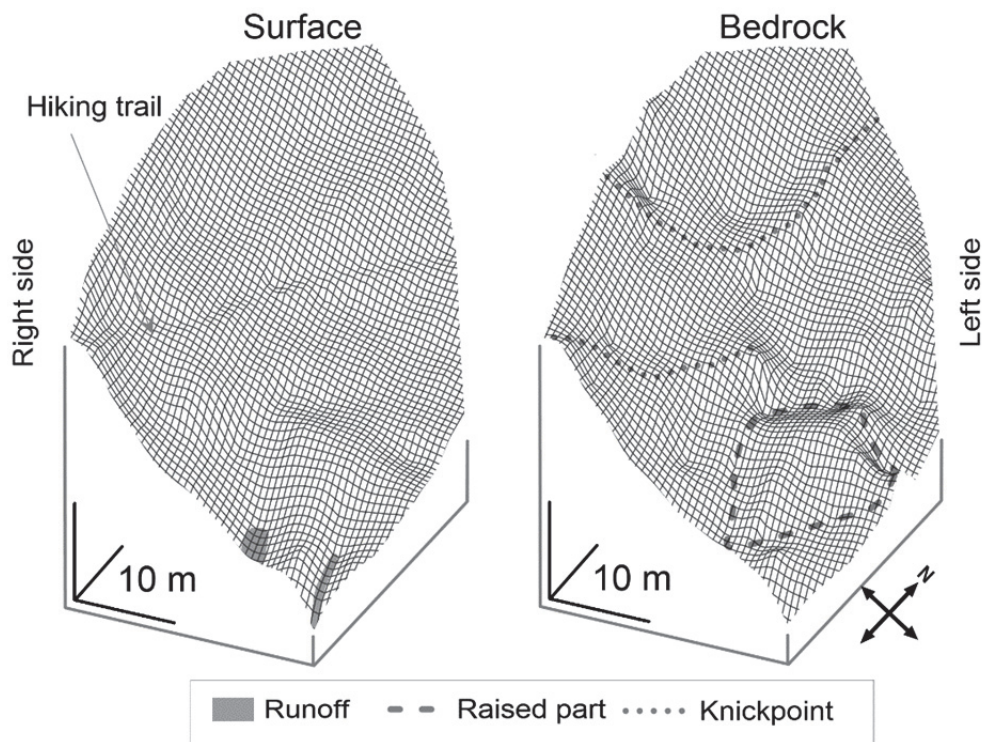 Surface
Bedrock
Hiking trail
Right side
Left side
10 m
10 m
N
Runoff
Raised part
Knickpoint